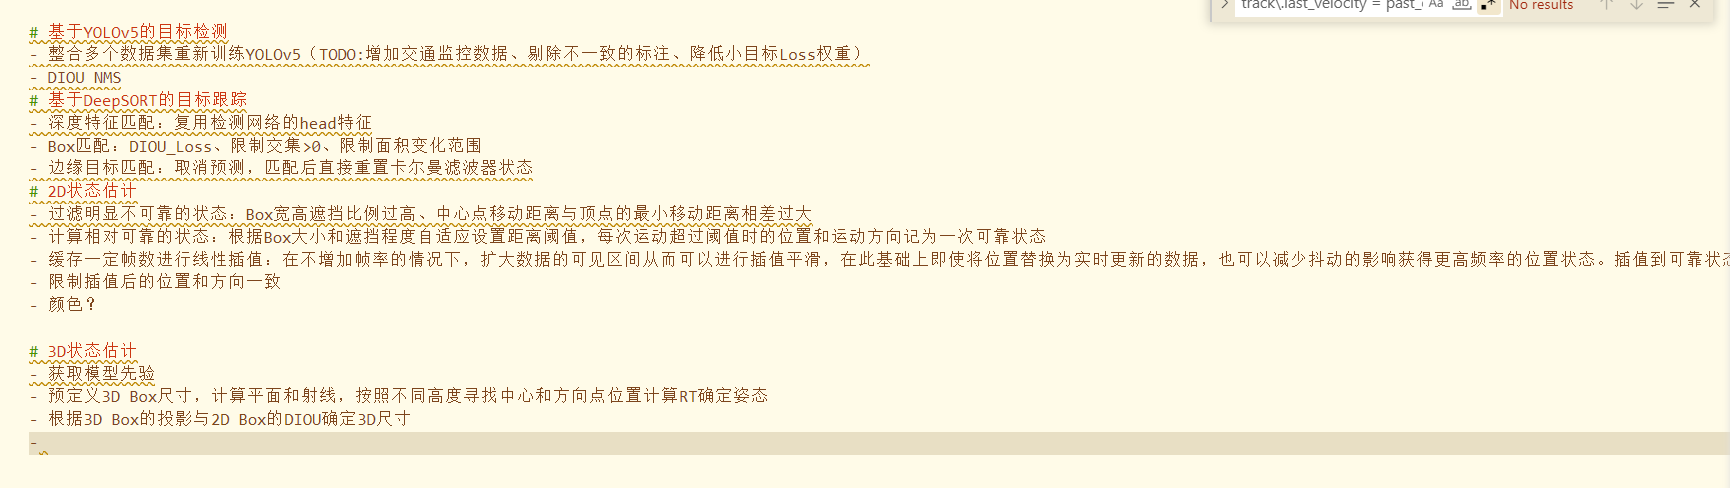 track\.last_velocity = past_
Aa ab .* No results
# 基于YOLOv5的目标检测
- 整合多个数据集重新训练YOLOv5（TODO:增加交通监控数据、剔除不一致的标注、降低小目标Loss权重）
- DIOU NMS
# 基于DeepSORT的目标跟踪
- 深度特征匹配：复用检测网络的head特征
- Box匹配：DIOU_Loss、限制交集>0、限制面积变化范围
- 边缘目标匹配：取消预测，匹配后直接重置卡尔曼滤波器状态
# 2D状态估计
- 过滤明显不可靠的状态：Box宽高遮挡比例过高、中心点移动距离与顶点的最小移动距离相差过大
- 计算相对可靠的状态：根据Box大小和遮挡程度自适应设置距离阈值，每次运动超过阈值时的位置和运动方向记为一次可靠状态
- 缓存一定帧数进行线性插值：在不增加帧率的情况下，扩大数据的可见区间从而可以进行插值平滑，在此基础上即使将位置替换为实时更新的数据，也可以减少抖动的影响获得更高频率的位置状态。插值到可靠状态
- 限制插值后的位置和方向一致
- 颜色？
# 3D状态估计
- 获取模型先验
- 预定义3D Box尺寸，计算平面和射线，按照不同高度寻找中心和方向点位置计算RT确定姿态
- 根据3D Box的投影与2D Box的DIOU确定3D尺寸
-